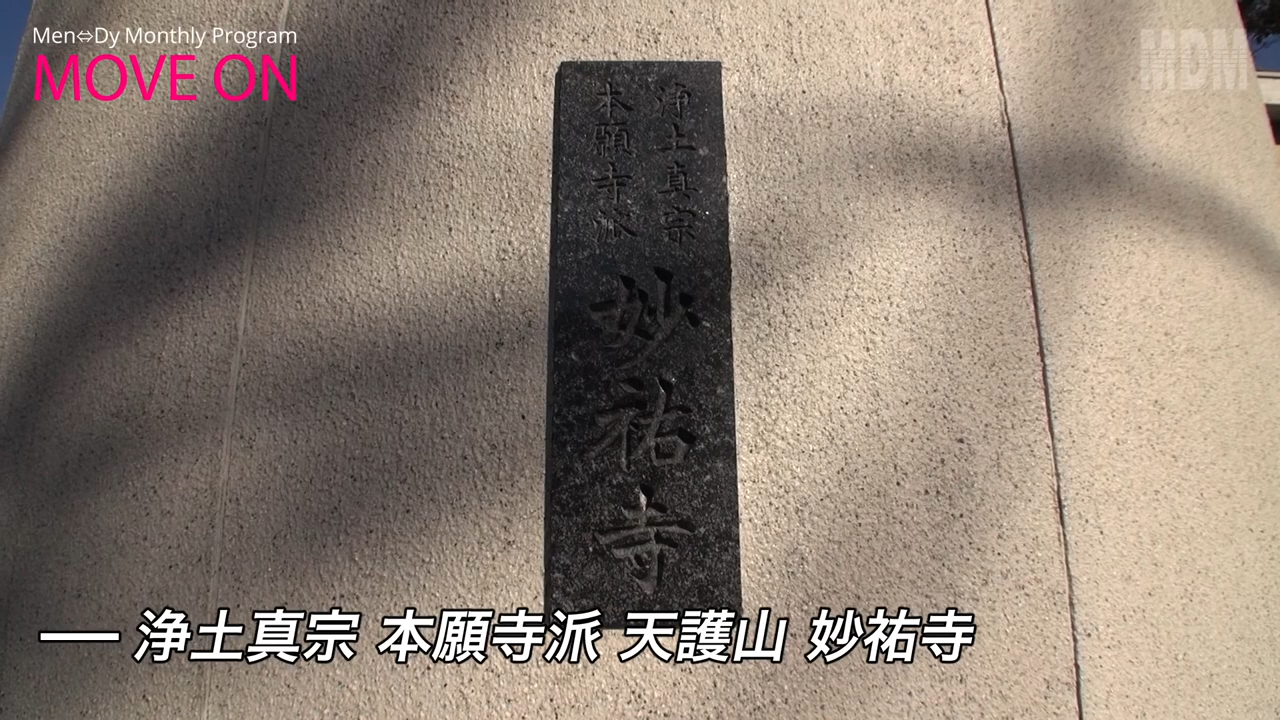 Men⇔Dy Monthly Program
MOVE ON
MDM
浄土真宗
本願寺派
妙祐寺
── 浄土真宗 本願寺派 天護山 妙祐寺